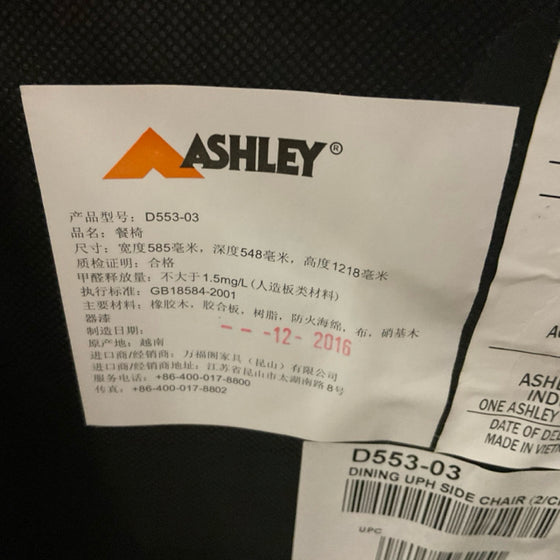 ASHLEY®
产品型号: D553-03
品名: 餐椅
尺寸: 宽度585毫米, 深度548毫米, 高度1218毫米
质检证明: 合格
甲醛释放量: 不大于1.5mg/L(人造板类材料)
执行标准: GB18584-2001
主要材料: 橡胶木, 胶合板, 树脂, 防火海绵, 布, 硝基木
器漆
制造日期: -- -12- 2016
原产地: 越南
进口商/经销商: 万福阁家具(昆山)有限公司
进口商/经销商地址: 江苏省昆山市太湖南路8号
服务电话: +86-400-017-8800
传真: +86-400-017-8802
ASHL
IND
ONE ASHLEY
DATE OF DEL
MADE IN VIETN
D553-03
DINING UPH SIDE CHAIR (2/C
UPC